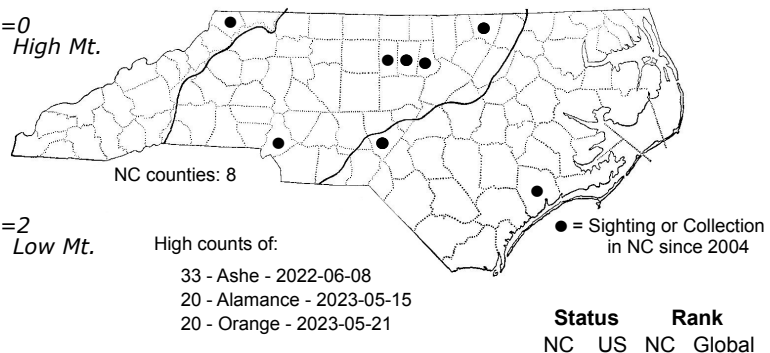 =0
High Mt.
NC counties: 8
=2
Low Mt.
High counts of:
33 - Ashe - 2022-06-08
20 - Alamance - 2023-05-15
20 - Orange - 2023-05-21
● = Sighting or Collection
in NC since 2004
Status Rank
NC US NC Global